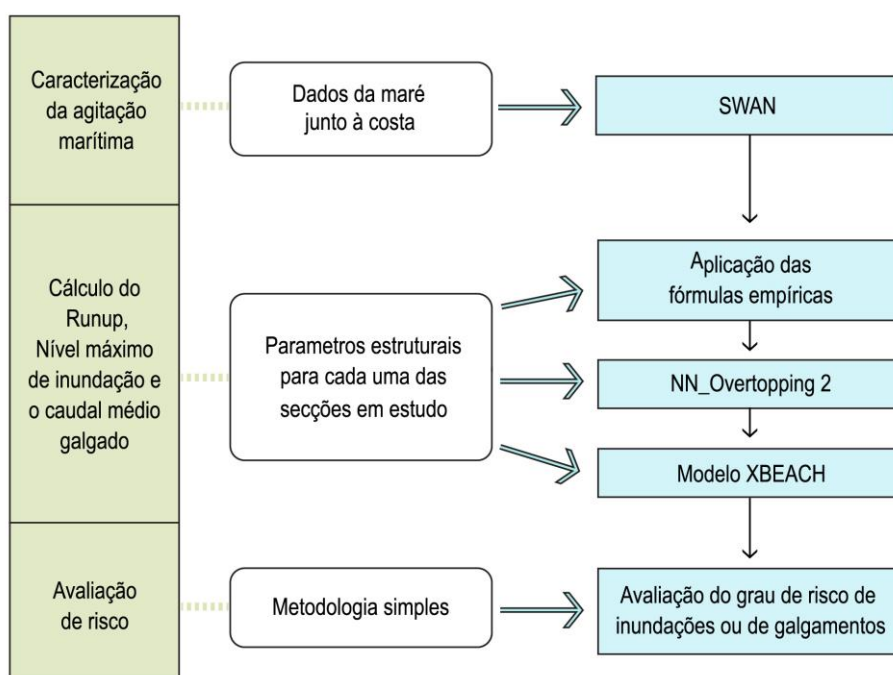 Caracterização
da agitação
marítima
Dados da maré
junto à costa
SWAN
Cálculo do
Runup,
Nível máximo
de inundação e
o caudal médio
galgado
Parametros estruturais
para cada uma das
secções em estudo
Aplicação das
fórmulas empíricas
NN_Overtopping 2
Modelo XBEACH
Avaliação
de risco
Metodologia simples
Avaliação do grau de risco de
inundações ou de galgamentos